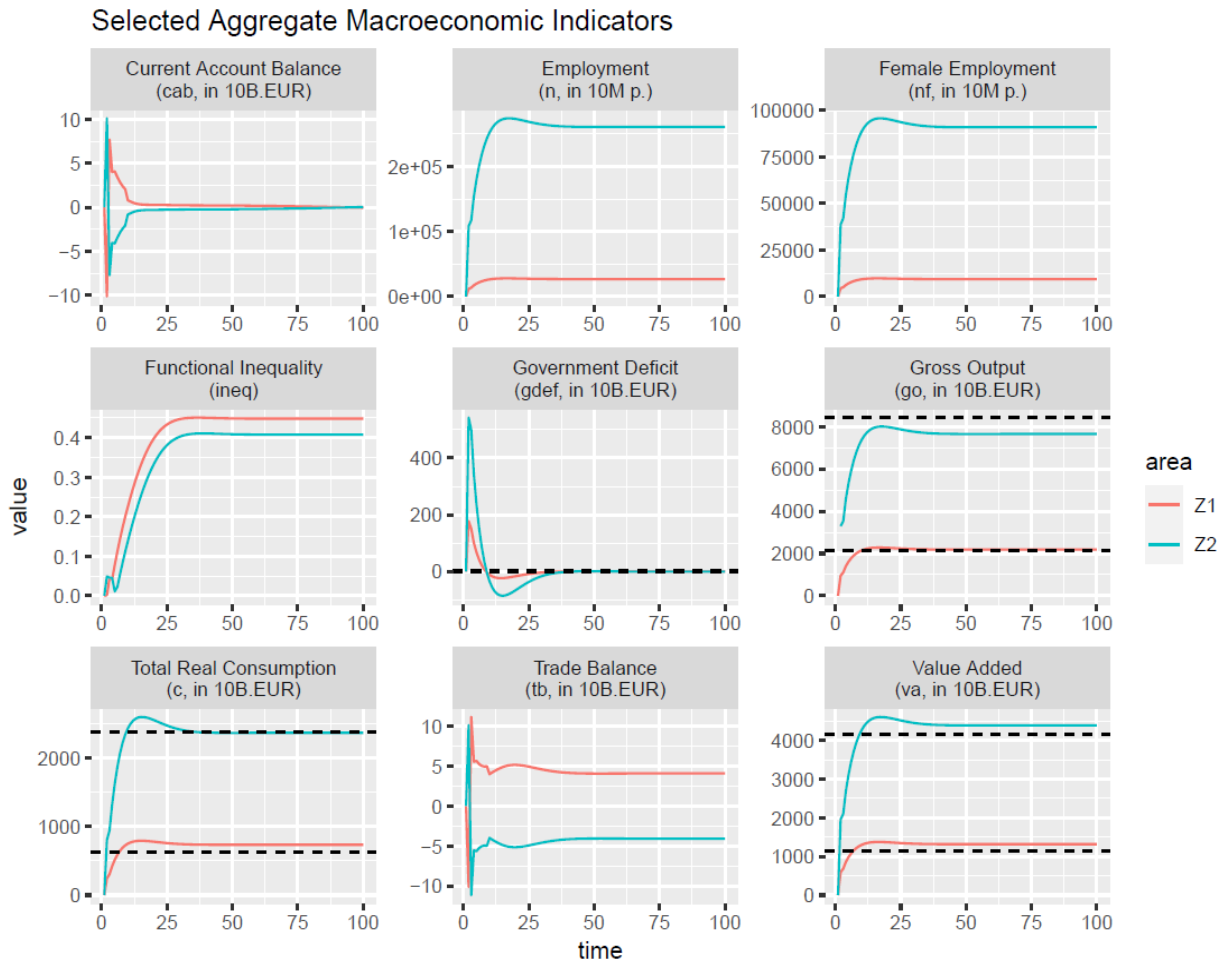 Selected Aggregate Macroeconomic Indicators
Current Account Balance
(cab, in 10B.EUR)
Employment
(n, in 10M p.)
Female Employment
(nf, in 10M p.)
10
5
0
−5
−10
0 25 50 75 100
2e+05
1e+05
0e+00
0 25 50 75 100
100000
75000
50000
25000
0
0 25 50 75 100
Functional Inequality
(ineq)
Government Deficit
(gdef, in 10B.EUR)
Gross Output
(go, in 10B.EUR)
0.4
0.3
0.2
0.1
0.0
0 25 50 75 100
400
200
0
0 25 50 75 100
8000
6000
4000
2000
0
0 25 50 75 100
Total Real Consumption
(c, in 10B.EUR)
Trade Balance
(tb, in 10B.EUR)
Value Added
(va, in 10B.EUR)
2000
1000
0
0 25 50 75 100
10
5
0
−5
−10
0 25 50 75 100
4000
3000
2000
1000
0
0 25 50 75 100
value
time
area
Z1
Z2